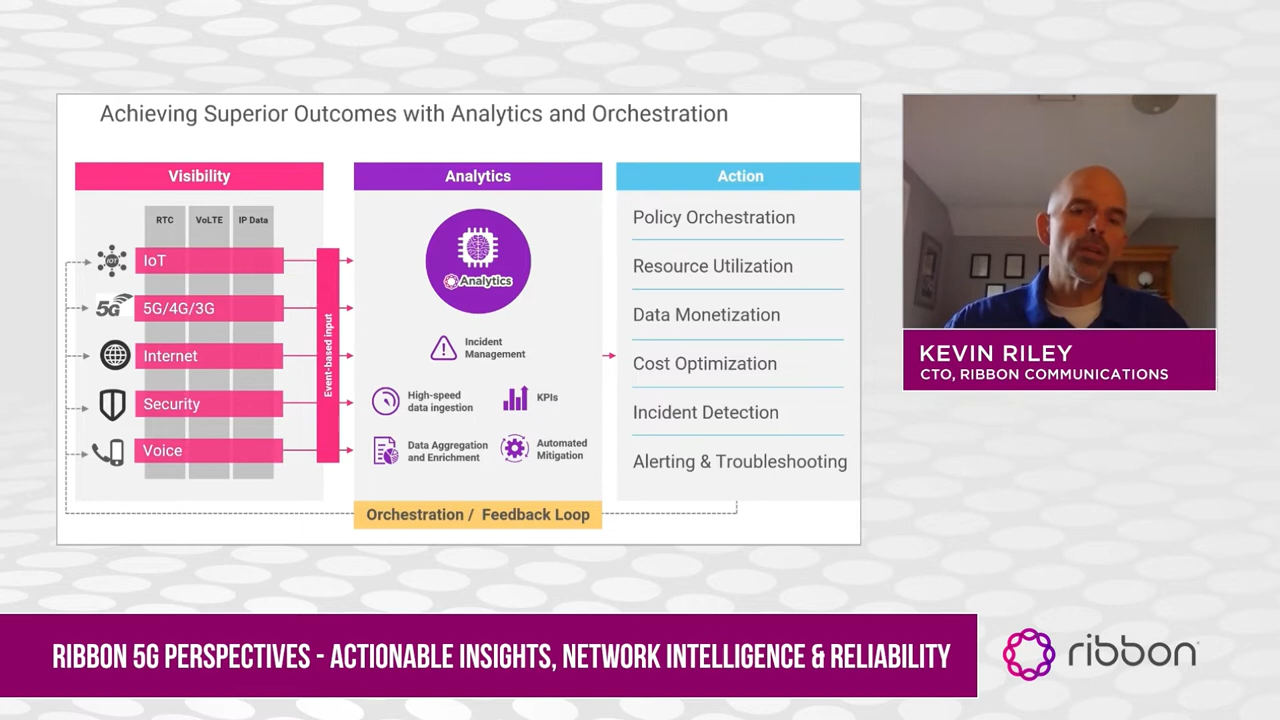 Achieving Superior Outcomes with Analytics and Orchestration
Visibility
RTC
VoLTE
IP Data
IOT
IoT
5G
5G/4G/3G
Internet
Security
Voice
Event-based input
Analytics
Analytics
Incident
Management
High-speed
data ingestion
KPIs
Data Aggregation
and Enrichment
Automated
Mitigation
Action
Policy Orchestration
Resource Utilization
Data Monetization
Cost Optimization
Incident Detection
Alerting & Troubleshooting
Orchestration / Feedback Loop
KEVIN RILEY
CTO, RIBBON COMMUNICATIONS
RIBBON 5G PERSPECTIVES - ACTIONABLE INSIGHTS, NETWORK INTELLIGENCE & RELIABILITY
ribbon